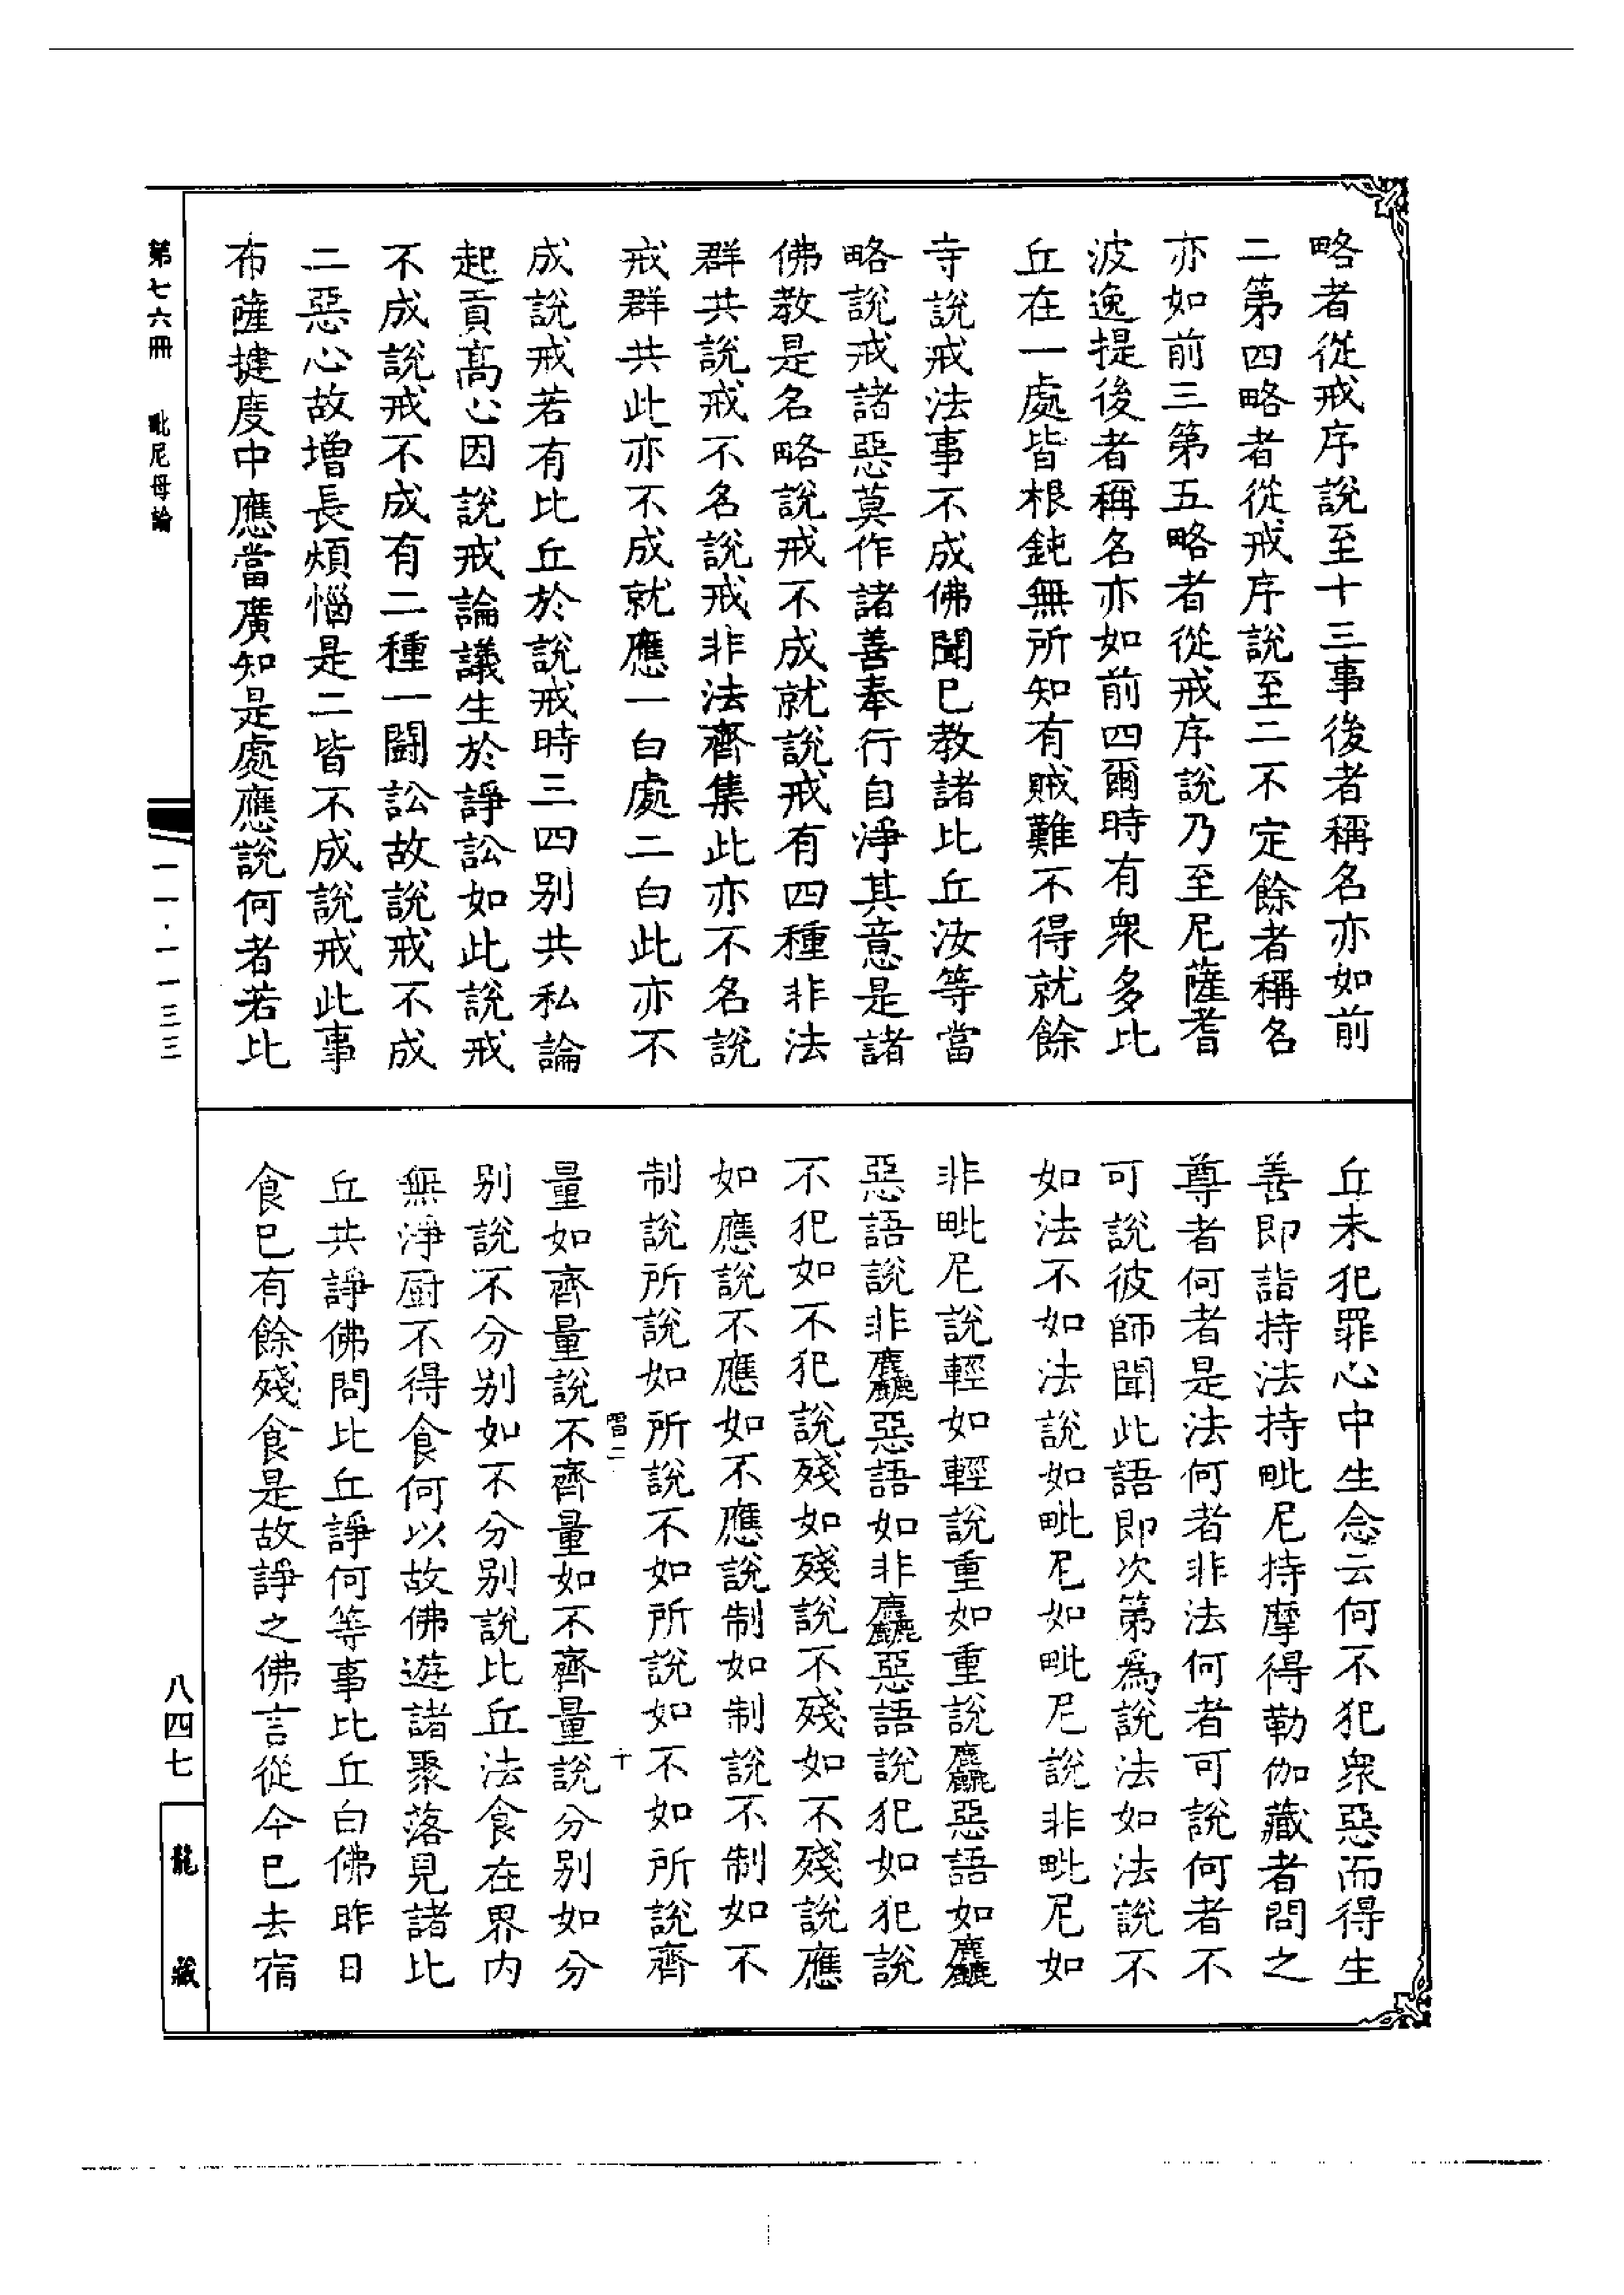 略者從戒序說至十三事後者稱名亦如前
二第四略者從戒序說至二不定餘者稱名
亦如前三第五略者從戒序說乃至尼薩耆
波逸提後者稱名亦如前四爾時有衆多比
丘在一處皆根鈍無所知有賊難不得就餘
寺說戒法事不成佛聞已教諸比丘汝等當
略說戒諸惡莫作諸善奉行自淨其意是諸
佛教是名略說戒不成就說戒有四種非法
群共說戒不名說戒非法齊集此亦不名說
戒群共此亦不成就應一白處二白此亦不
成說戒若有比丘於說戒時三四别共私論
起貢高心因說戒論議生於諍訟如此說戒
不成說戒不成有二種一鬪訟故說戒不成
二惡心故增長煩惱是二皆不成說戒此事
布薩揵度中應當廣知是處應說何者若比
丘未犯罪心中生念云何不犯衆惡而得生
善即詣持法持毗尼持摩得勒伽藏者問之
尊者何者是法何者非法何者可說何者不
可說彼師聞此語即次第爲說法如法說不
如法不如法說如毗尼如毗尼說非毗尼如
非毗尼說輕如輕說重如重說麤惡語如麤
惡語說非麤惡語如非麤惡語說犯如犯說
不犯如不犯說殘如殘說不殘如不殘說應
如應說不應如不應說制如制說不制如不
制說所說如所說不如所說如不如所說齊
量如齊量說不齊量如不齊量說分别如分
别說不分别如不分别說比丘法食在界内
無淨厨不得食何以故佛遊諸聚落見諸比
丘共諍佛問比丘諍何等事比丘白佛昨日
食已有餘殘食是故諍之佛言從今已去宿
習二
十
第七六冊 毗尼母論
一一·一一三三
八四七
龍藏